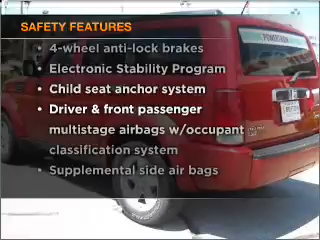 SAFETY FEATURES
• 4-wheel anti-lock brakes
• Electronic Stability Program
• Child seat anchor system
• Driver & front passenger
multistage airbags w/occupant
classification system
• Supplemental side air bags